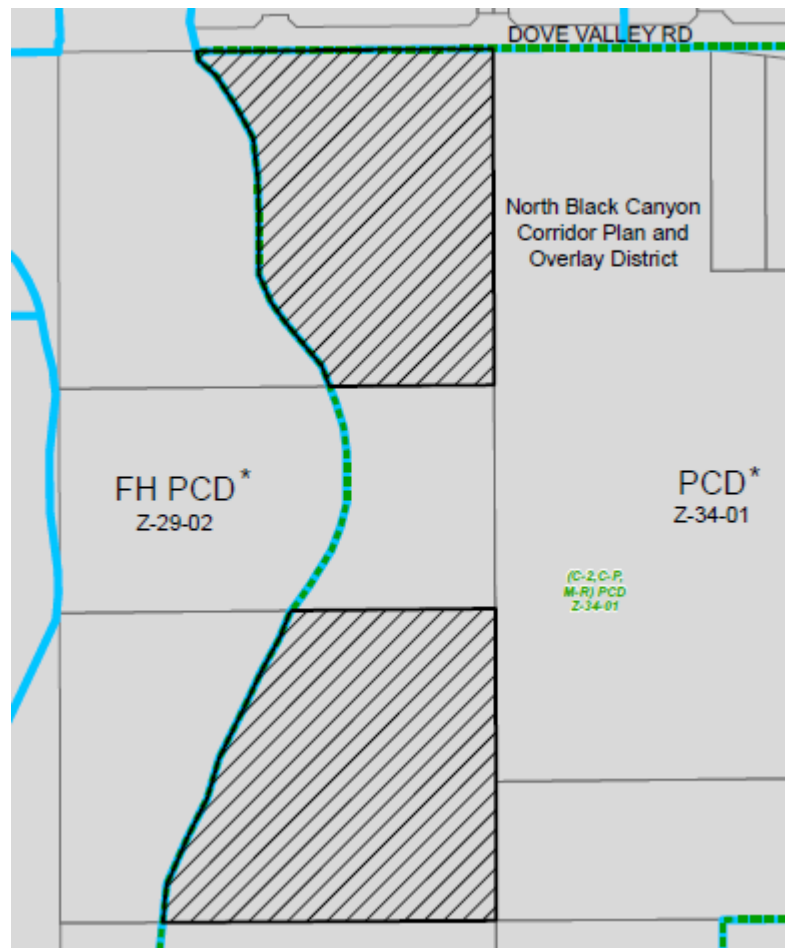 DOVE VALLEY RD
North Black Canyon
Corridor Plan and
Overlay District
FH PCD*
Z-29-02
PCD*
Z-34-01
(C-2,C-P,
M-R) PCD
Z-34-01